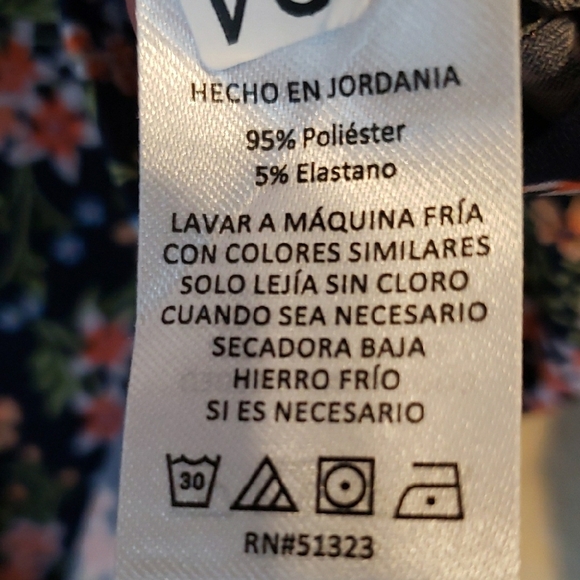 HECHO EN JORDANIA
95% Poliéster
5% Elastano
LAVAR A MÁQUINA FRÍA
CON COLORES SIMILARES
SOLO LEJÍA SIN CLORO
CUANDO SEA NECESARIO
SECADORA BAJA
HIERRO FRÍO
SI ES NECESARIO
30
RN#51323